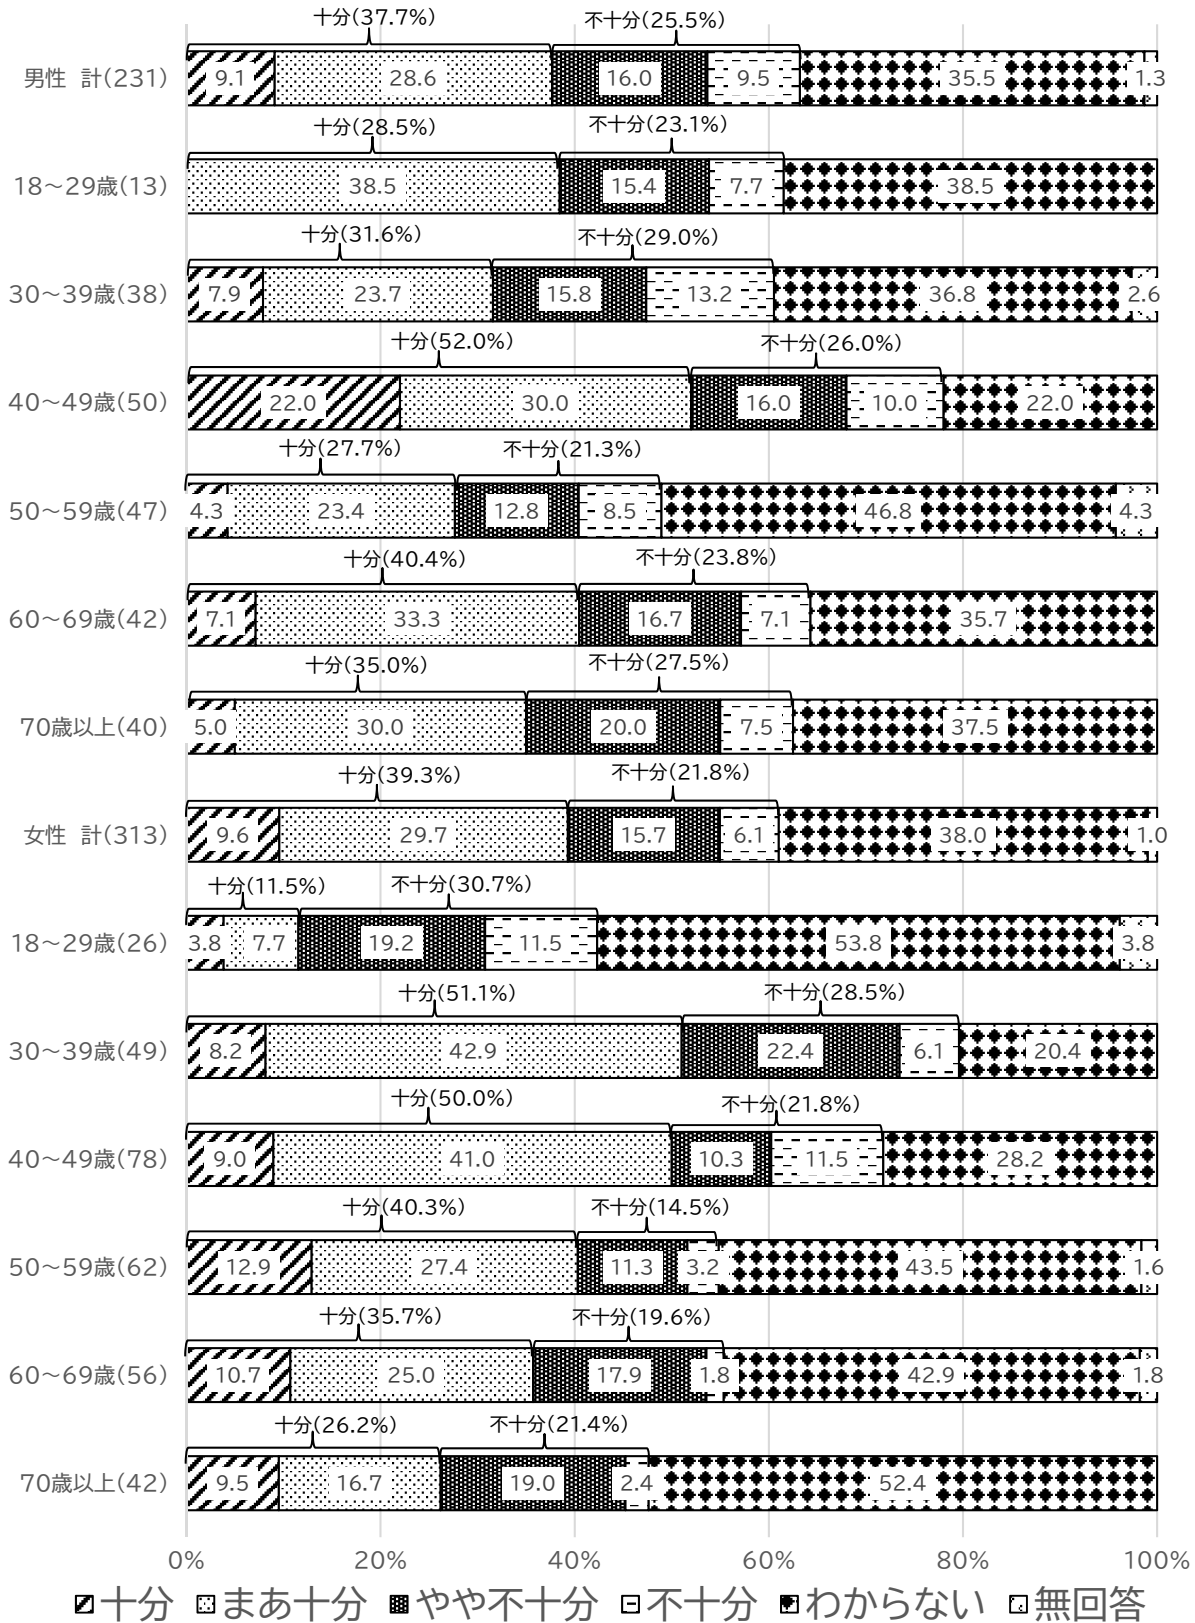 十分(37.7%) 不十分(25.5%)
男性 計(231) 9.1 28.6 16.0 9.5 35.5 1.3
十分(28.5%) 不十分(23.1%)
18～29歳(13) 38.5 15.4 7.7 38.5
十分(31.6%) 不十分(29.0%)
30～39歳(38) 7.9 23.7 15.8 13.2 36.8 2.6
十分(52.0%) 不十分(26.0%)
40～49歳(50) 22.0 30.0 16.0 10.0 22.0
十分(27.7%) 不十分(21.3%)
50～59歳(47) 4.3 23.4 12.8 8.5 46.8 4.3
十分(40.4%) 不十分(23.8%)
60～69歳(42) 7.1 33.3 16.7 7.1 35.7
十分(35.0%) 不十分(27.5%)
70歳以上(40) 5.0 30.0 20.0 7.5 37.5
十分(39.3%) 不十分(21.8%)
女性 計(313) 9.6 29.7 15.7 6.1 38.0 1.0
十分(11.5%) 不十分(30.7%)
18～29歳(26) 3.8 7.7 19.2 11.5 53.8 3.8
十分(51.1%) 不十分(28.5%)
30～39歳(49) 8.2 42.9 22.4 6.1 20.4
十分(50.0%) 不十分(21.8%)
40～49歳(78) 9.0 41.0 10.3 11.5 28.2
十分(40.3%) 不十分(14.5%)
50～59歳(62) 12.9 27.4 11.3 3.2 43.5 1.6
十分(35.7%) 不十分(19.6%)
60～69歳(56) 10.7 25.0 17.9 1.8 42.9 1.8
十分(26.2%) 不十分(21.4%)
70歳以上(42) 9.5 16.7 19.0 2.4 52.4
0% 20% 40% 60% 80% 100%
十分 まあ十分 やや不十分 不十分 わからない 無回答